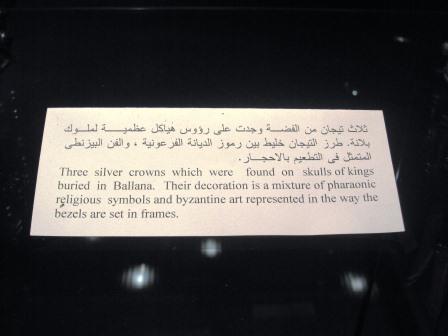 ثلاث تيجان من الفضة وجدت على رؤوس هياكل عظمية لملوك
بلانة. طرز التيجان خليط بين رموز الديانة الفرعونية ، والفن البيزنطى
المتمثل فى التطعيم بالاحجار.
Three silver crowns which were found on skulls of kings
buried in Ballana. Their decoration is a mixture of pharaonic
religious symbols and byzantine art represented in the way the
bezels are set in frames.